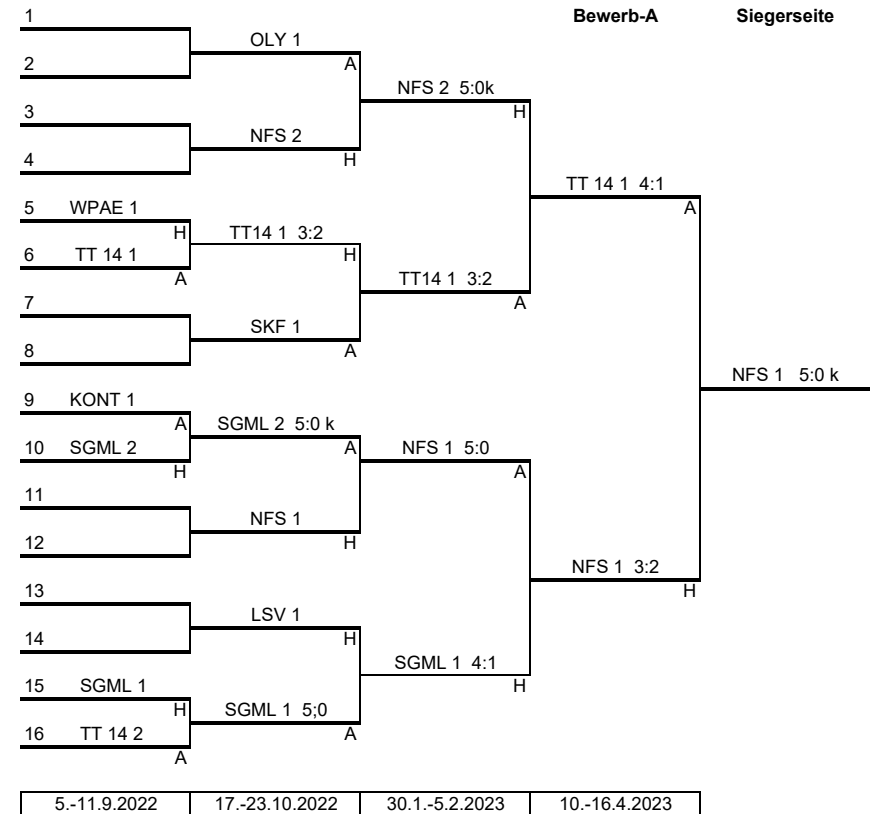 1 Bewerb-A Siegerseite
OLY 1
2 A
NFS 2 5:0k
3 H
NFS 2
4 H
TT 14 1 4:1
5 WPAE 1 A
H TT14 1 3:2
6 TT 14 1 H
A TT14 1 3:2
7 A
SKF 1
8 A
NFS 1 5:0 k
9 KONT 1
A SGML 2 5:0 k
10 SGML 2 A NFS 1 5:0
H A
11
NFS 1
12 H
NFS 1 3:2
13 H
LSV 1
14 H
SGML 1 4:1
15 SGML 1 H
H SGML 1 5;0
16 TT 14 2 A
A
5.-11.9.2022 17.-23.10.2022 30.1.-5.2.2023 10.-16.4.2023